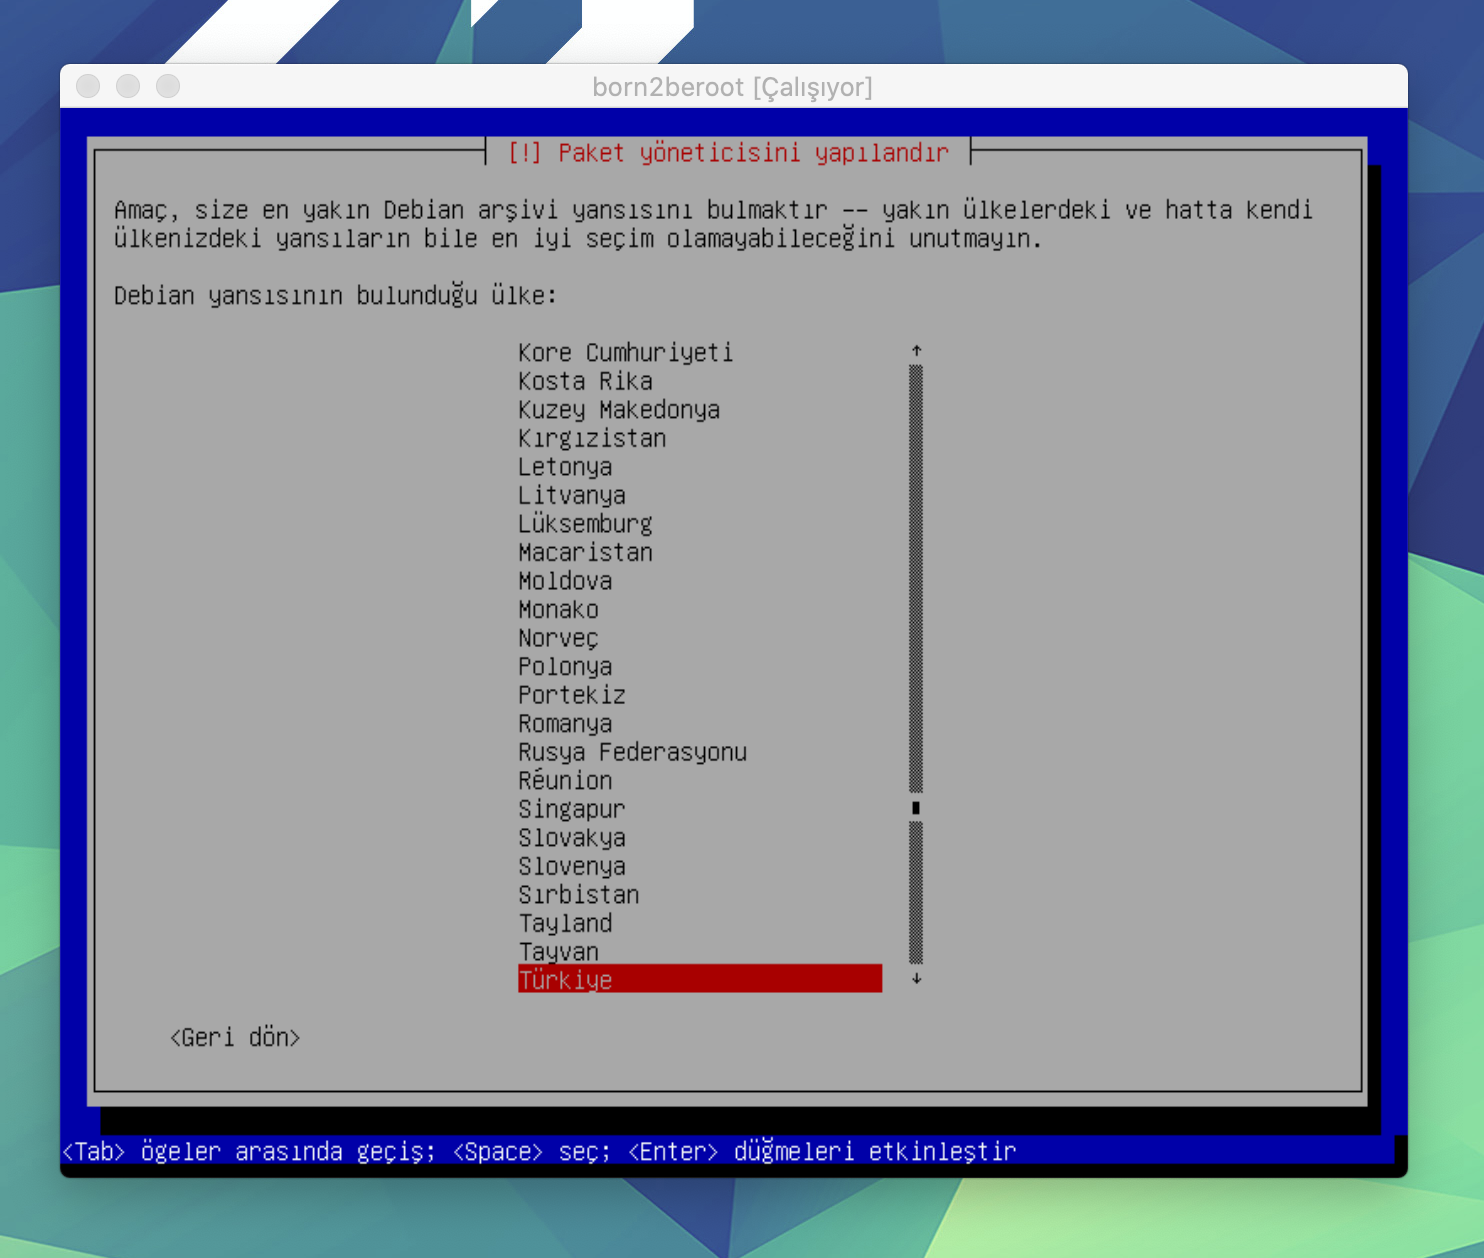 born2beroot [Çalışıyor]
[!] Paket yöneticisini yapılandır
Amaç, size en yakın Debian arşivi yansısını bulmaktır -- yakın ülkelerdeki ve hatta kendi
ülkenizdeki yansıların bile en iyi seçim olamayabileceğini unutmayın.
Debian yansısının bulunduğu ülke:
Kore Cumhuriyeti
Kosta Rika
Kuzey Makedonya
Kırgızistan
Letonya
Litvanya
Lüksemburg
Macaristan
Moldova
Monako
Norveç
Polonya
Portekiz
Romanya
Rusya Federasyonu
Réunion
Singapur
Slovakya
Slovenya
Sırbistan
Tayland
Tayvan
Türkiye
<Geri dön>
<Tab> ögeler arasında geçiş; <Space> seç; <Enter> düğmeleri etkinleştir